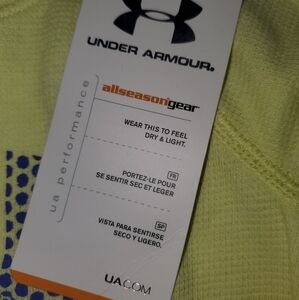 UNDER ARMOUR.
allseasongear
ua performance
WEAR THIS TO FEEL
DRY & LIGHT.
FR
PORTEZ-LE POUR
SE SENTIR SEC ET LEGER
SP
VISTA PARA SENTIRSE
SECO Y LIGERO.
UA.COM